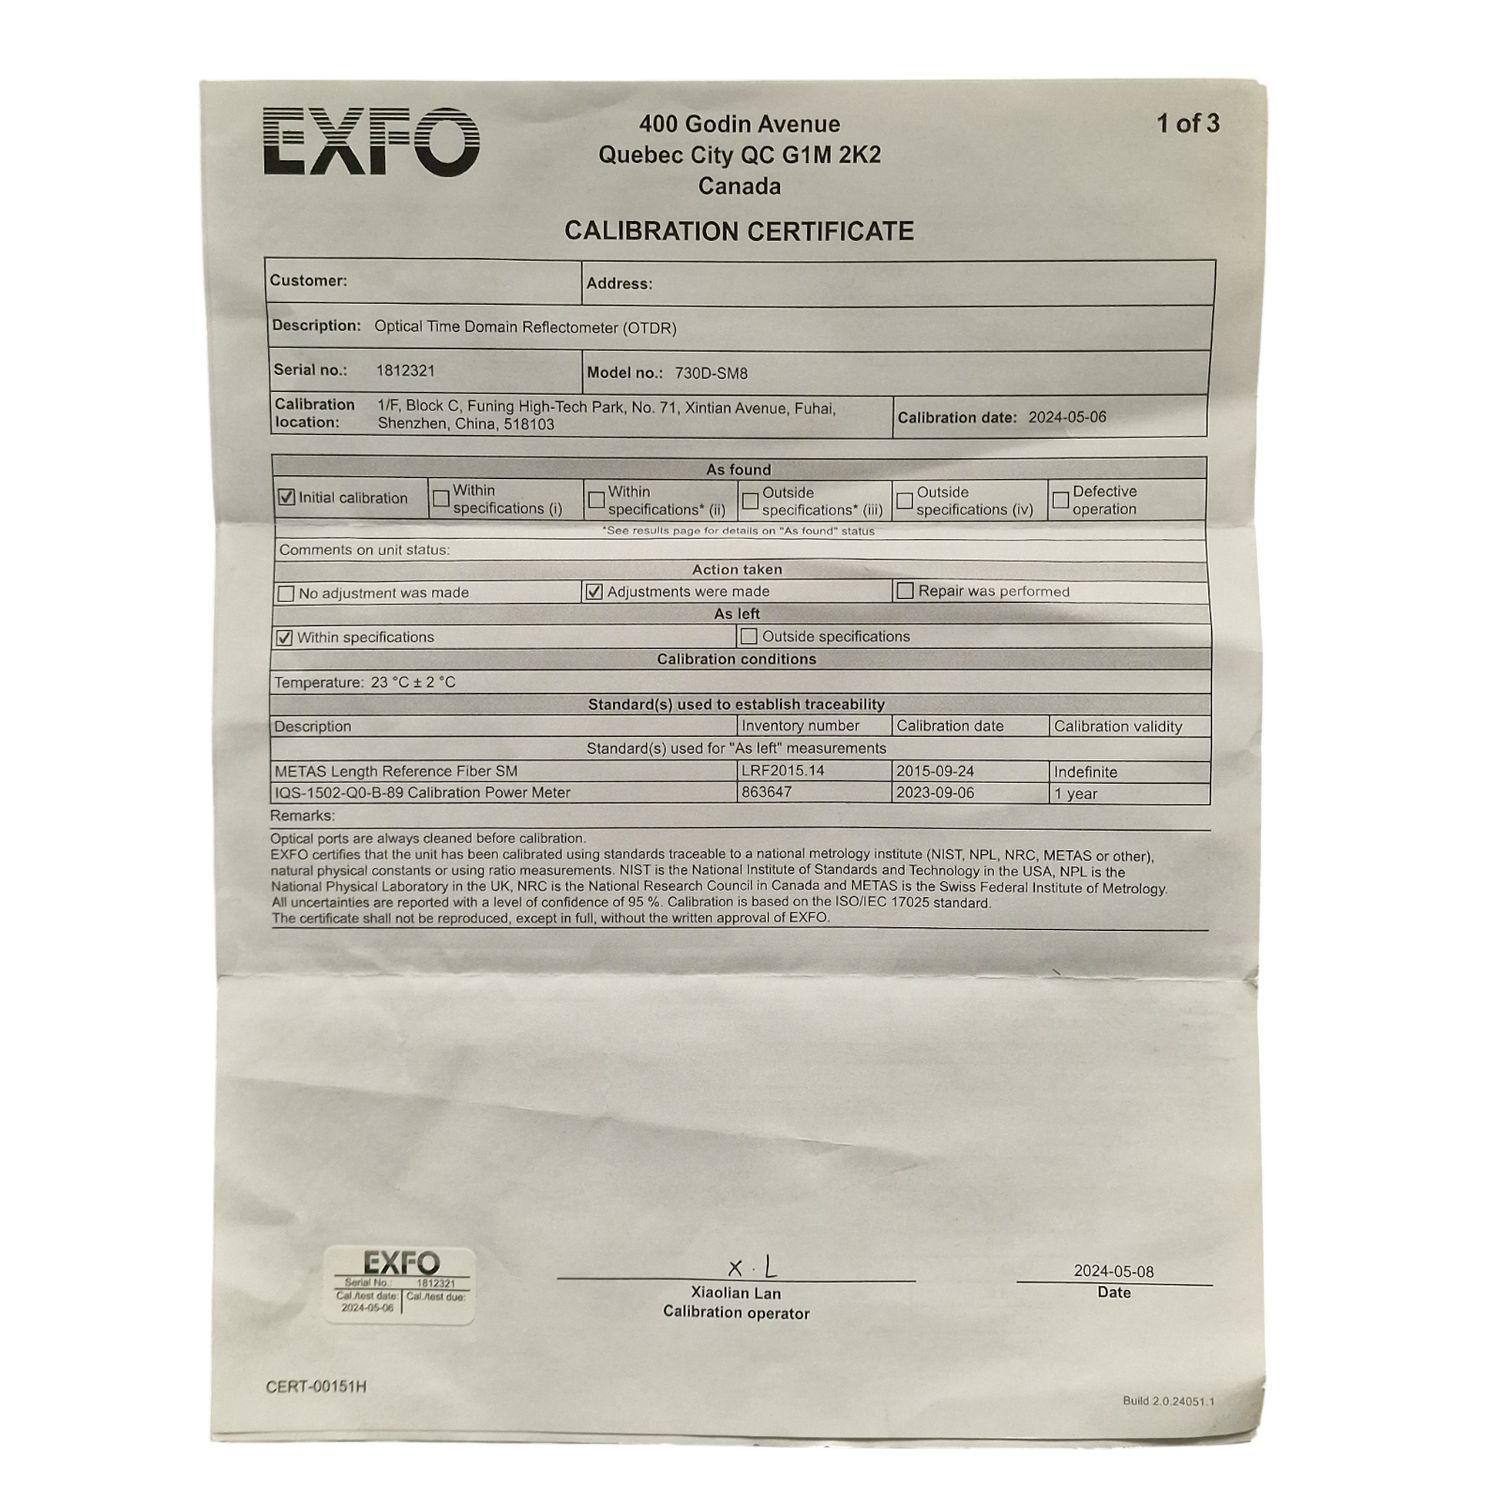 EXFO
400 Godin Avenue
Quebec City QC G1M 2K2
Canada
1 of 3
CALIBRATION CERTIFICATE
Customer: Address:
Description: Optical Time Domain Reflectometer (OTDR)
Serial no.: 1812321 Model no.: 730D-SM8
Calibration location: 1/F, Block C, Funing High-Tech Park, No. 71, Xintian Avenue, Fuhai,
Shenzhen, China, 518103
Calibration date: 2024-05-06
As found
Initial calibration Within specifications (i) Within specifications* (ii) Outside specifications* (iii) Outside specifications (iv) Defective operation
*See results page for details on "As found" status
Comments on unit status:
Action taken
No adjustment was made Adjustments were made Repair was performed
As left
Within specifications Outside specifications
Calibration conditions
Temperature: 23 °C ± 2 °C
Standard(s) used to establish traceability
Description Inventory number Calibration date Calibration validity
Standard(s) used for "As left" measurements
METAS Length Reference Fiber SM LRF2015.14 2015-09-24 Indefinite
IQS-1502-Q0-B-89 Calibration Power Meter 863647 2023-09-06 1 year
Remarks:
Optical ports are always cleaned before calibration.
EXFO certifies that the unit has been calibrated using standards traceable to a national metrology institute (NIST, NPL, NRC, METAS or other),
natural physical constants or using ratio measurements. NIST is the National Institute of Standards and Technology in the USA, NPL is the
National Physical Laboratory in the UK, NRC is the National Research Council in Canada and METAS is the Swiss Federal Institute of Metrology.
All uncertainties are reported with a level of confidence of 95 %. Calibration is based on the ISO/IEC 17025 standard.
The certificate shall not be reproduced, except in full, without the written approval of EXFO.
EXFO
Serial No.: 1812321
Cal./test date: Cal./test due:
2024-05-06
X . L
Xiaolian Lan
Calibration operator
2024-05-08
Date
CERT-00151H
Build 2.0.24051.1